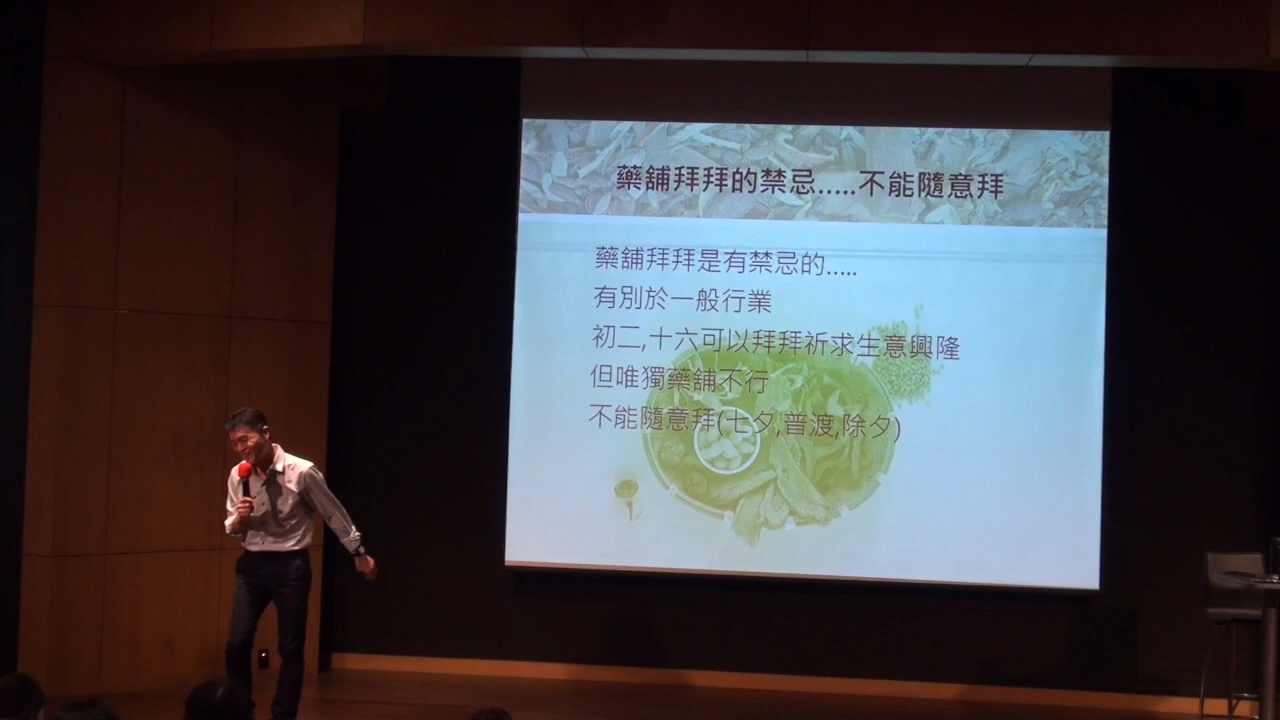 藥舖拜拜的禁忌.....不能隨意拜
藥舖拜拜是有禁忌的.....
有別於一般行業
初二,十六可以拜拜祈求生意興隆
但唯獨藥舖不行
不能隨意拜(七夕,普渡,除夕)